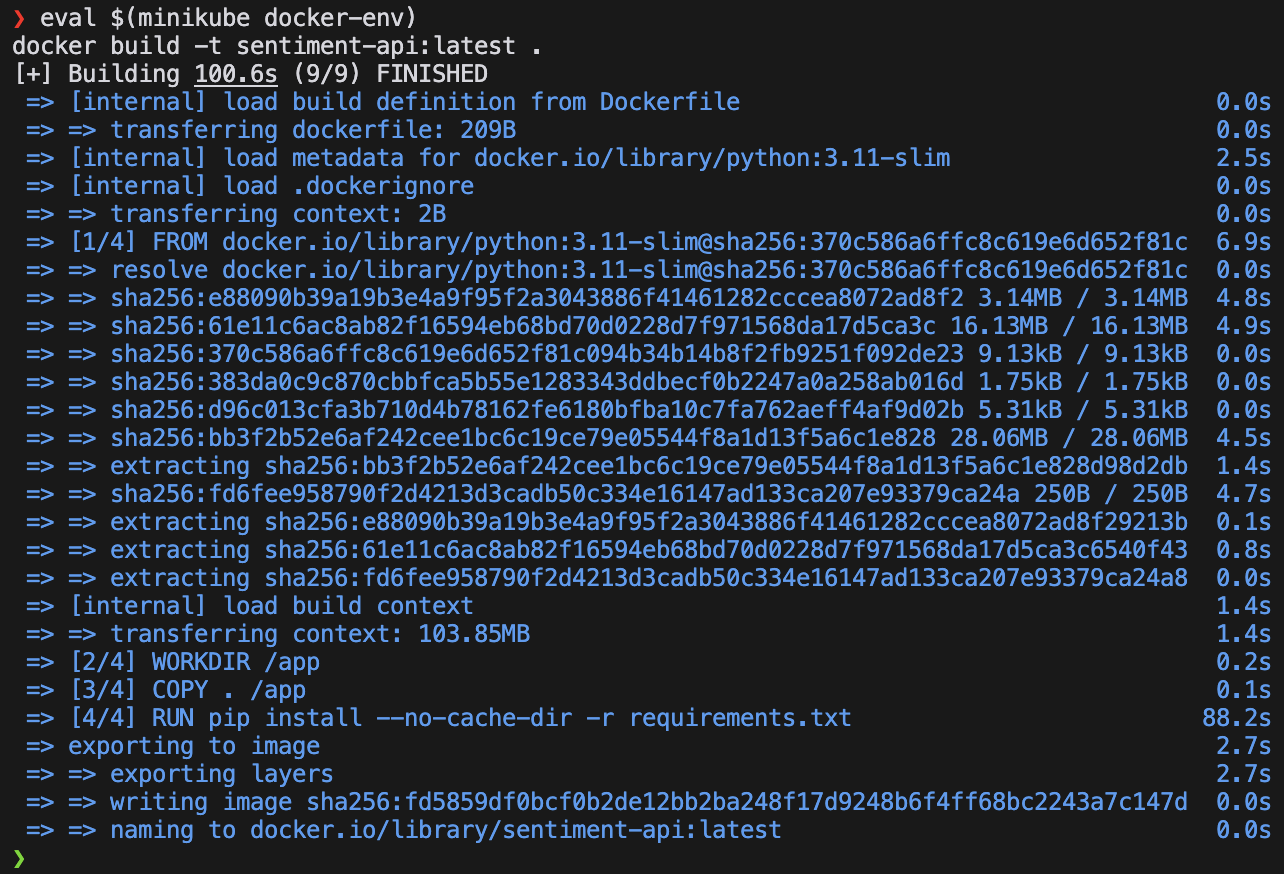 ❯ eval $(minikube docker-env)
docker build -t sentiment-api:latest .
[+] Building 100.6s (9/9) FINISHED
=> [internal] load build definition from Dockerfile 0.0s
=> => transferring dockerfile: 209B 0.0s
=> [internal] load metadata for docker.io/library/python:3.11-slim 2.5s
=> [internal] load .dockerignore 0.0s
=> => transferring context: 2B 0.0s
=> [1/4] FROM docker.io/library/python:3.11-slim@sha256:370c586a6ffc8c619e6d652f81c 6.9s
=> => resolve docker.io/library/python:3.11-slim@sha256:370c586a6ffc8c619e6d652f81c 0.0s
=> => sha256:e88090b39a19b3e4a9f95f2a3043886f41461282cccea8072ad8f2 3.14MB / 3.14MB 4.8s
=> => sha256:61e11c6ac8ab82f16594eb68bd70d0228d7f971568da17d5ca3c 16.13MB / 16.13MB 4.9s
=> => sha256:370c586a6ffc8c619e6d652f81c094b34b14b8f2fb9251f092de23 9.13kB / 9.13kB 0.0s
=> => sha256:383da0c9c870cbbfca5b55e1283343ddbecf0b2247a0a258ab016d 1.75kB / 1.75kB 0.0s
=> => sha256:d96c013cfa3b710d4b78162fe6180bfba10c7fa762aeff4af9d02b 5.31kB / 5.31kB 0.0s
=> => sha256:bb3f2b52e6af242cee1bc6c19ce79e05544f8a1d13f5a6c1e828 28.06MB / 28.06MB 4.5s
=> => extracting sha256:bb3f2b52e6af242cee1bc6c19ce79e05544f8a1d13f5a6c1e828d98d2db 1.4s
=> => sha256:fd6fee958790f2d4213d3cadb50c334e16147ad133ca207e93379ca24a 250B / 250B 4.7s
=> => extracting sha256:e88090b39a19b3e4a9f95f2a3043886f41461282cccea8072ad8f29213b 0.1s
=> => extracting sha256:61e11c6ac8ab82f16594eb68bd70d0228d7f971568da17d5ca3c6540f43 0.8s
=> => extracting sha256:fd6fee958790f2d4213d3cadb50c334e16147ad133ca207e93379ca24a8 0.0s
=> [internal] load build context 1.4s
=> => transferring context: 103.85MB 1.4s
=> [2/4] WORKDIR /app 0.2s
=> [3/4] COPY . /app 0.1s
=> [4/4] RUN pip install --no-cache-dir -r requirements.txt 88.2s
=> exporting to image 2.7s
=> => exporting layers 2.7s
=> => writing image sha256:fd5859df0bcf0b2de12bb2ba248f17d9248b6f4ff68bc2243a7c147d 0.0s
=> => naming to docker.io/library/sentiment-api:latest 0.0s
❯